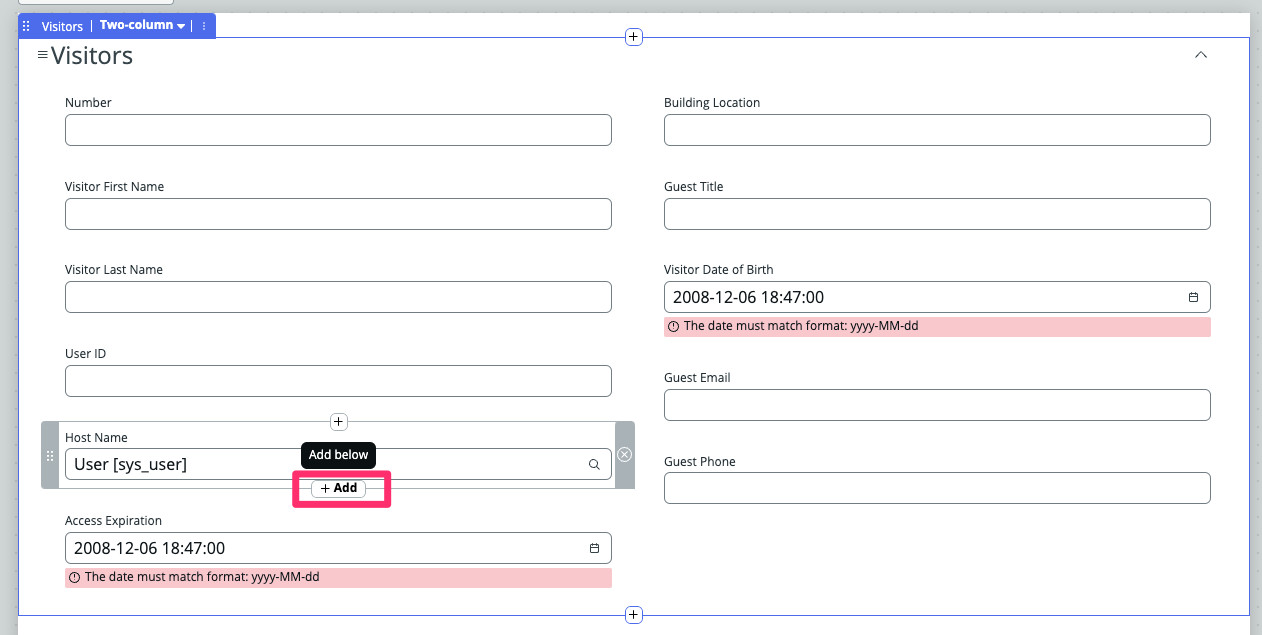 Visitors | Two-column
Visitors
Number
Visitor First Name
Visitor Last Name
User ID
Host Name
User [sys_user]
Add below
+ Add
Access Expiration
2008-12-06 18:47:00
The date must match format: yyyy-MM-dd
Building Location
Guest Title
Visitor Date of Birth
2008-12-06 18:47:00
The date must match format: yyyy-MM-dd
Guest Email
Guest Phone